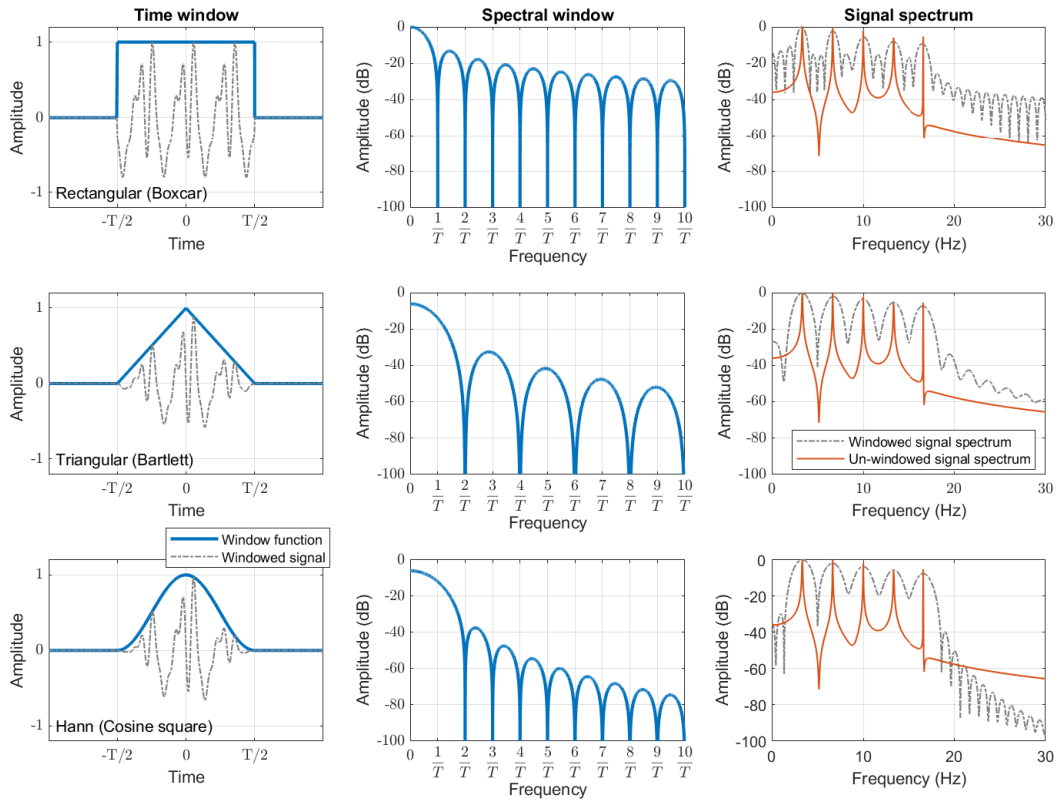 Time window
Spectral window
Signal spectrum
Amplitude
1
0
-1
Rectangular (Boxcar)
-T/2 0 T/2
Time
Amplitude (dB)
0
-20
-40
-60
-80
-100
0 1/T 2/T 3/T 4/T 5/T 6/T 7/T 8/T 9/T 10/T
Frequency
Amplitude (dB)
0
-20
-40
-60
-80
-100
0 10 20 30
Frequency (Hz)
Amplitude
1
0
-1
Triangular (Bartlett)
-T/2 0 T/2
Time
Amplitude (dB)
0
-20
-40
-60
-80
-100
0 1/T 2/T 3/T 4/T 5/T 6/T 7/T 8/T 9/T 10/T
Frequency
Amplitude (dB)
0
-20
-40
-60
-80
-100
Windowed signal spectrum
Un-windowed signal spectrum
0 10 20 30
Frequency (Hz)
Window function
Windowed signal
Amplitude
1
0
-1
Hann (Cosine square)
-T/2 0 T/2
Time
Amplitude (dB)
0
-20
-40
-60
-80
-100
0 1/T 2/T 3/T 4/T 5/T 6/T 7/T 8/T 9/T 10/T
Frequency
Amplitude (dB)
0
-20
-40
-60
-80
-100
0 10 20 30
Frequency (Hz)